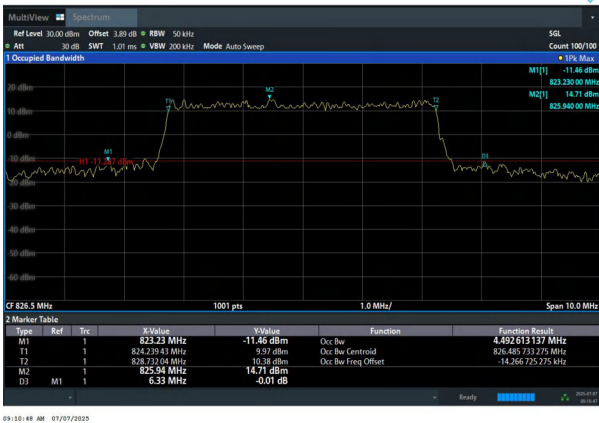 MultiView Spectrum
Ref Level 30.00 dBm Offset 3.89 dB RBW 50 kHz SGL
Att 30 dB SWT 1.01 ms VBW 200 kHz Mode Auto Sweep Count 100/100
1 Occupied Bandwidth 1Pk Max
M1[1] -11.46 dBm
823.230 00 MHz
M2[1] 14.71 dBm
825.940 00 MHz
20 dBm
M2
T1
T2
10 dBm
0 dBm
M1
D3
-10 dBm
H1 -11.287 dBm
-20 dBm
-40 dBm
-50 dBm
-60 dBm
CF 826.5 MHz 1001 pts 1.0 MHz/ Span 10.0 MHz
2 Marker Table
Type Ref Trc X-Value Y-Value Function Function Result
M1 1 823.23 MHz -11.46 dBm Occ Bw 4.492 613 137 MHz
T1 1 824.239 43 MHz 9.97 dBm Occ Bw Centroid 826.485 733 275 MHz
T2 1 828.732 04 MHz 10.38 dBm Occ Bw Freq Offset -14.266 725 275 kHz
M2 1 825.94 MHz 14.71 dBm
D3 M1 1 6.33 MHz -0.01 dB
Ready
2025-07-07
09:10:47
09:10:48 AM 07/07/2025